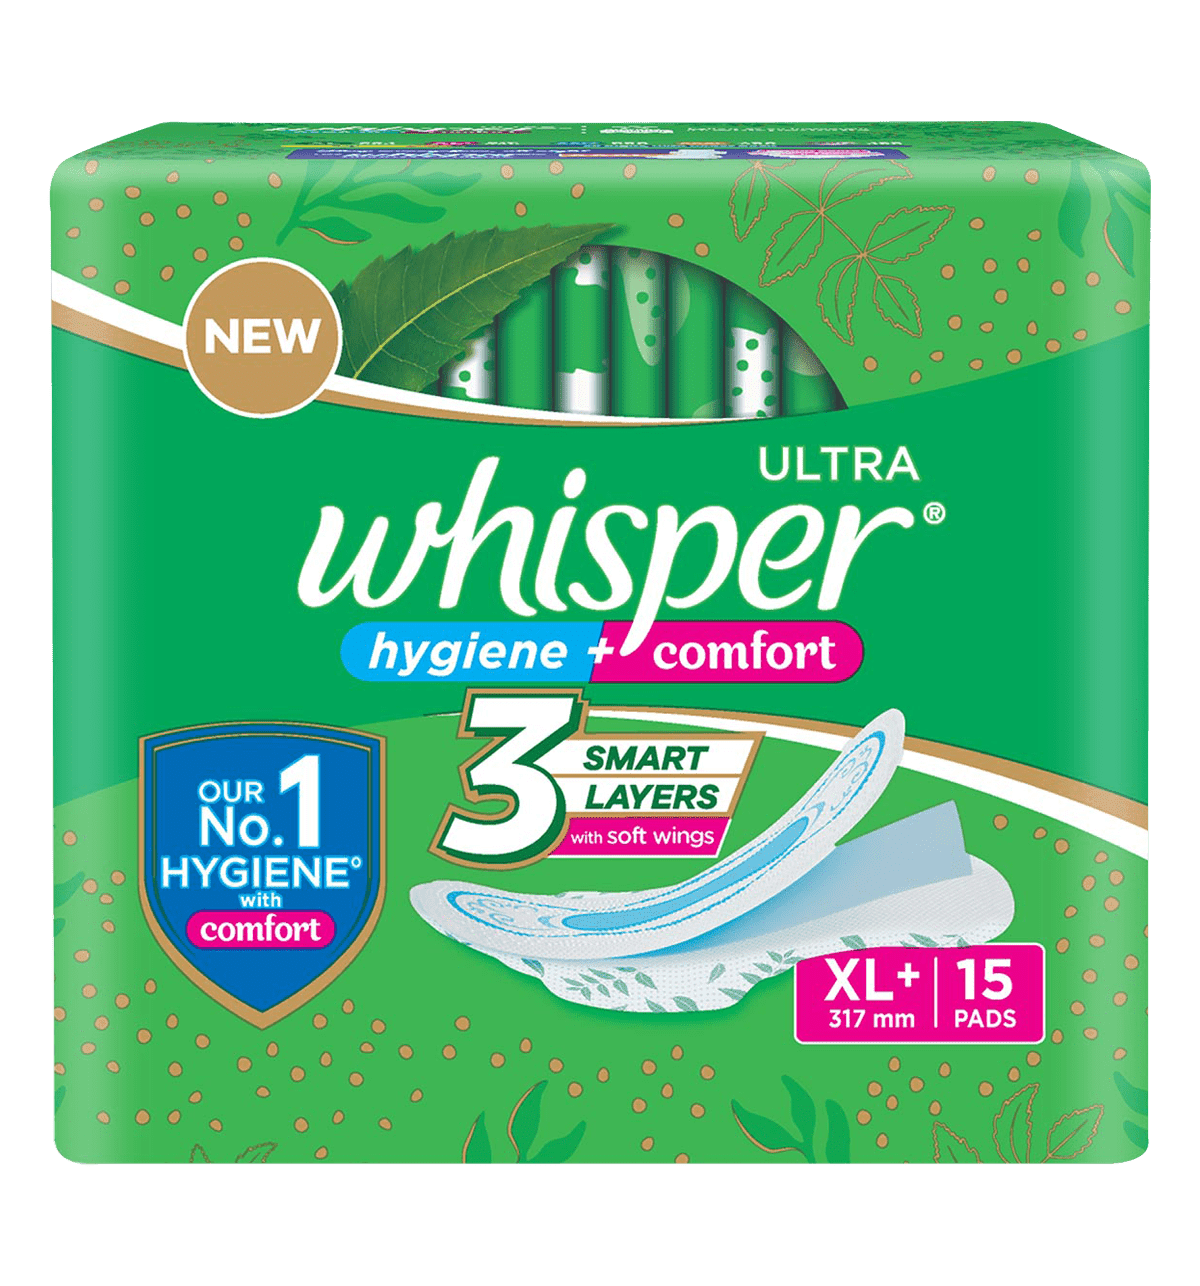 NEW
ULTRA
whisper®
hygiene + comfort
3
SMART
LAYERS
with soft wings
OUR
No. 1
HYGIENE◊
with
comfort
XL+
317 mm
15
PADS